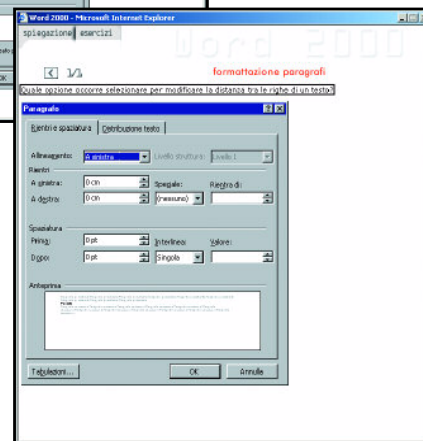 Word 2000 - Microsoft Internet Explorer
spiegazione esercizi
Word 2000
1/1
formattazione paragrafi
Quale opzione occorre selezionare per modificare la distanza tra le righe di un testo?
Paragrafo
Rientri e spaziatura Distribuzione testo
Allineamento: A sinistra Livello struttura: Livello 1
Rientri
A sinistra: 0 cm Speciale: Rientra di:
A destra: 0 cm (nessuno)
Spaziatura
Prima: 0 pt Interlinea: Valore:
Dopo: 0 pt Singola
Anteprima
Tabulazioni... OK Annulla